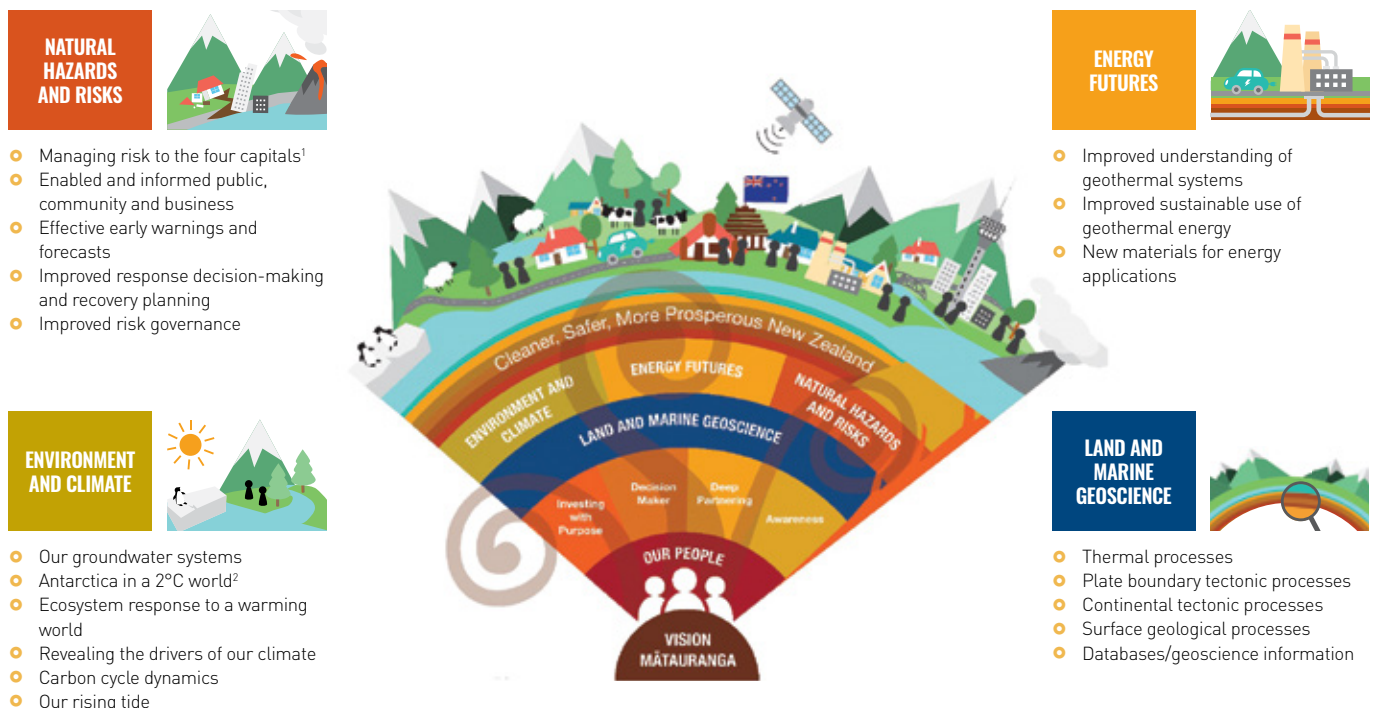 NATURAL
HAZARDS
AND RISKS
Managing risk to the four capitals¹
Enabled and informed public,
community and business
Effective early warnings and
forecasts
Improved response decision-making
and recovery planning
Improved risk governance
ENVIRONMENT
AND CLIMATE
Our groundwater systems
Antarctica in a 2°C world²
Ecosystem response to a warming
world
Revealing the drivers of our climate
Carbon cycle dynamics
Our rising tide
Cleaner, Safer, More Prosperous New Zealand
ENVIRONMENT AND
CLIMATE
ENERGY FUTURES
NATURAL HAZARDS
AND RISKS
LAND AND MARINE GEOSCIENCE
Investing
with
Purpose
Decision
Maker
Deep
Partnering
Awareness
OUR PEOPLE
VISION
MĀTAURANGA
ENERGY
FUTURES
Improved understanding of
geothermal systems
Improved sustainable use of
geothermal energy
New materials for energy
applications
LAND AND
MARINE
GEOSCIENCE
Thermal processes
Plate boundary tectonic processes
Continental tectonic processes
Surface geological processes
Databases/geoscience information